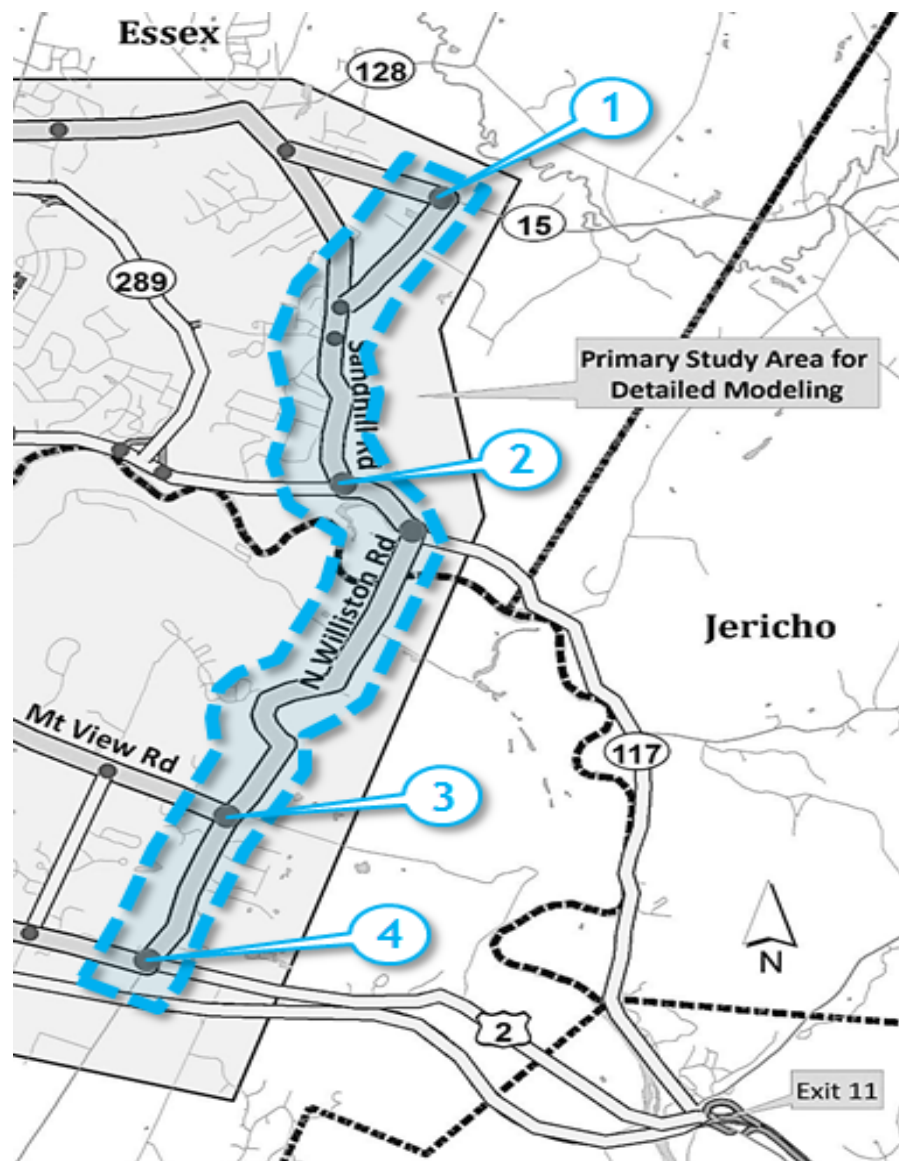 Essex
128
1
15
289
Primary Study Area for
Detailed Modeling
Sandhill Rd
2
N Williston Rd
Jericho
Mt View Rd
117
3
4
N
2
Exit 11